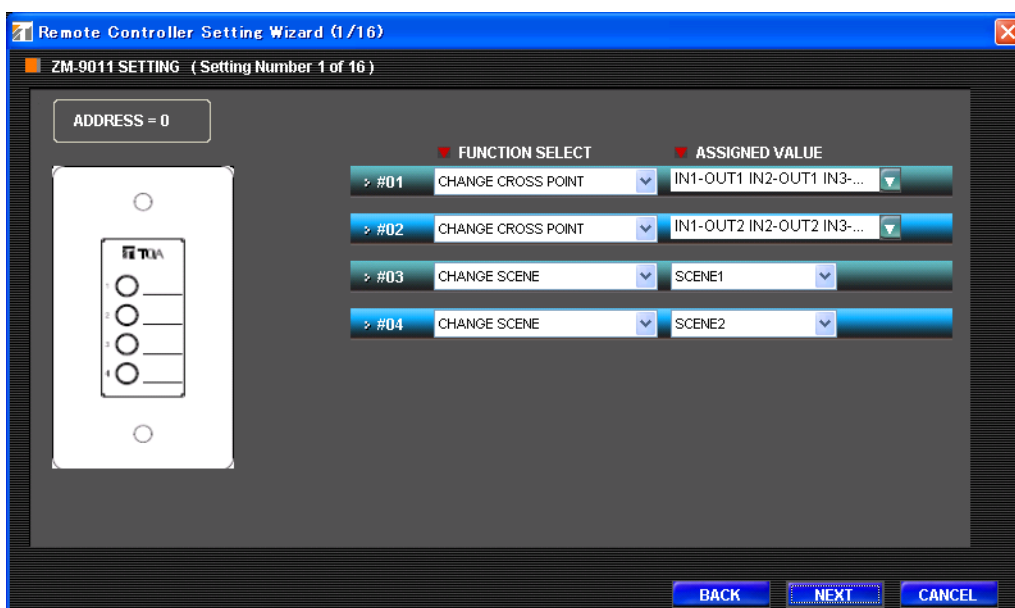 Remote Controller Setting Wizard (1/16)
ZM-9011 SETTING ( Setting Number 1 of 16 )
ADDRESS = 0
FUNCTION SELECT ASSIGNED VALUE
#01 CHANGE CROSS POINT IN1-OUT1 IN2-OUT1 IN3-...
#02 CHANGE CROSS POINT IN1-OUT2 IN2-OUT2 IN3-...
#03 CHANGE SCENE SCENE1
#04 CHANGE SCENE SCENE2
TOA
1
2
3
4
BACK NEXT CANCEL